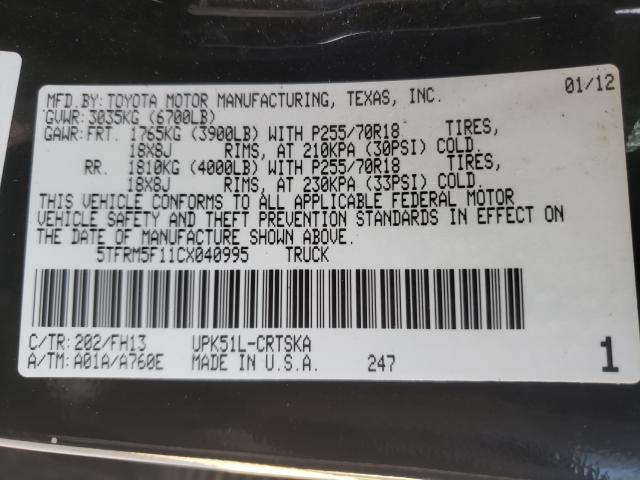 MFD.BY:TOYOTA MOTOR MANUFACTURING, TEXAS, INC. 01/12
GVWR:3035KG (6700LB)
GAWR:FRT. 1765KG (3900LB) WITH P255/70R18 TIRES,
18X8J RIMS, AT 210KPA (30PSI) COLD.
RR. 1810KG (4000LB) WITH P255/70R18 TIRES,
18X8J RIMS, AT 230KPA (33PSI) COLD.
THIS VEHICLE CONFORMS TO ALL APPLICABLE FEDERAL MOTOR
VEHICLE SAFETY AND THEFT PREVENTION STANDARDS IN EFFECT ON
THE DATE OF MANUFACTURE SHOWN ABOVE.
5TFRM5F11CX040995 TRUCK
C/TR:202/FH13 UPK51L-CRTSKA
A/TM:A01A/A760E MADE IN U.S.A. 247 1